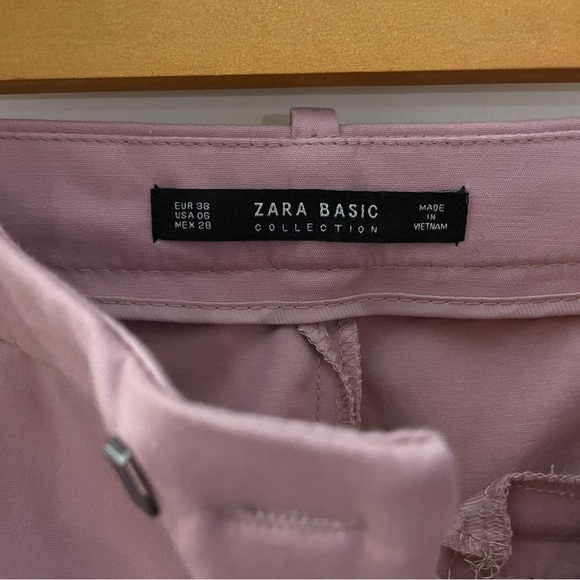 EUR 38
USA 06
MEX 28
ZARA BASIC
COLLECTION
MADE
IN
VIETNAM